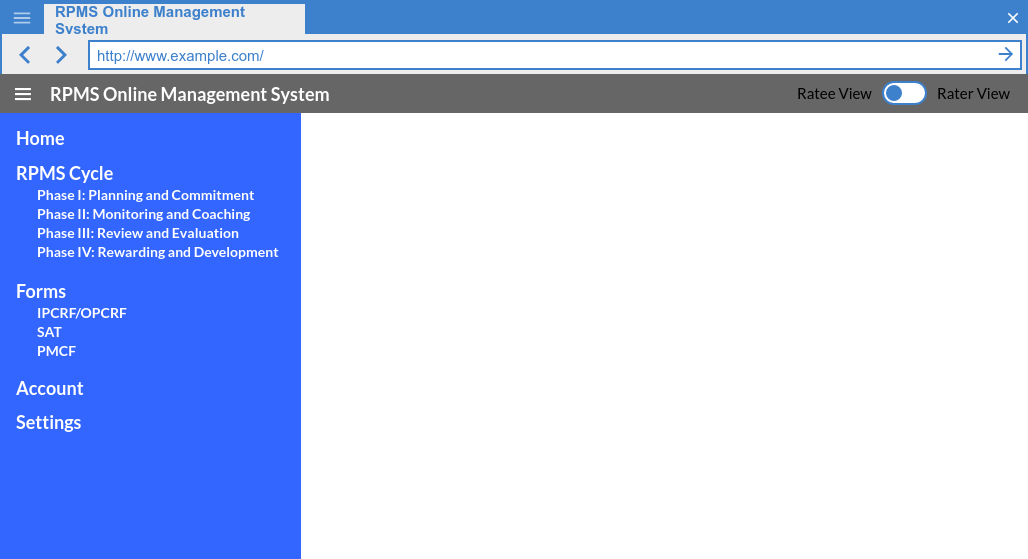 RPMS Online Management
System
http://www.example.com/
RPMS Online Management System
Ratee View
Rater View
Home
RPMS Cycle
Phase I: Planning and Commitment
Phase II: Monitoring and Coaching
Phase III: Review and Evaluation
Phase IV: Rewarding and Development
Forms
IPCRF/OPCRF
SAT
PMCF
Account
Settings